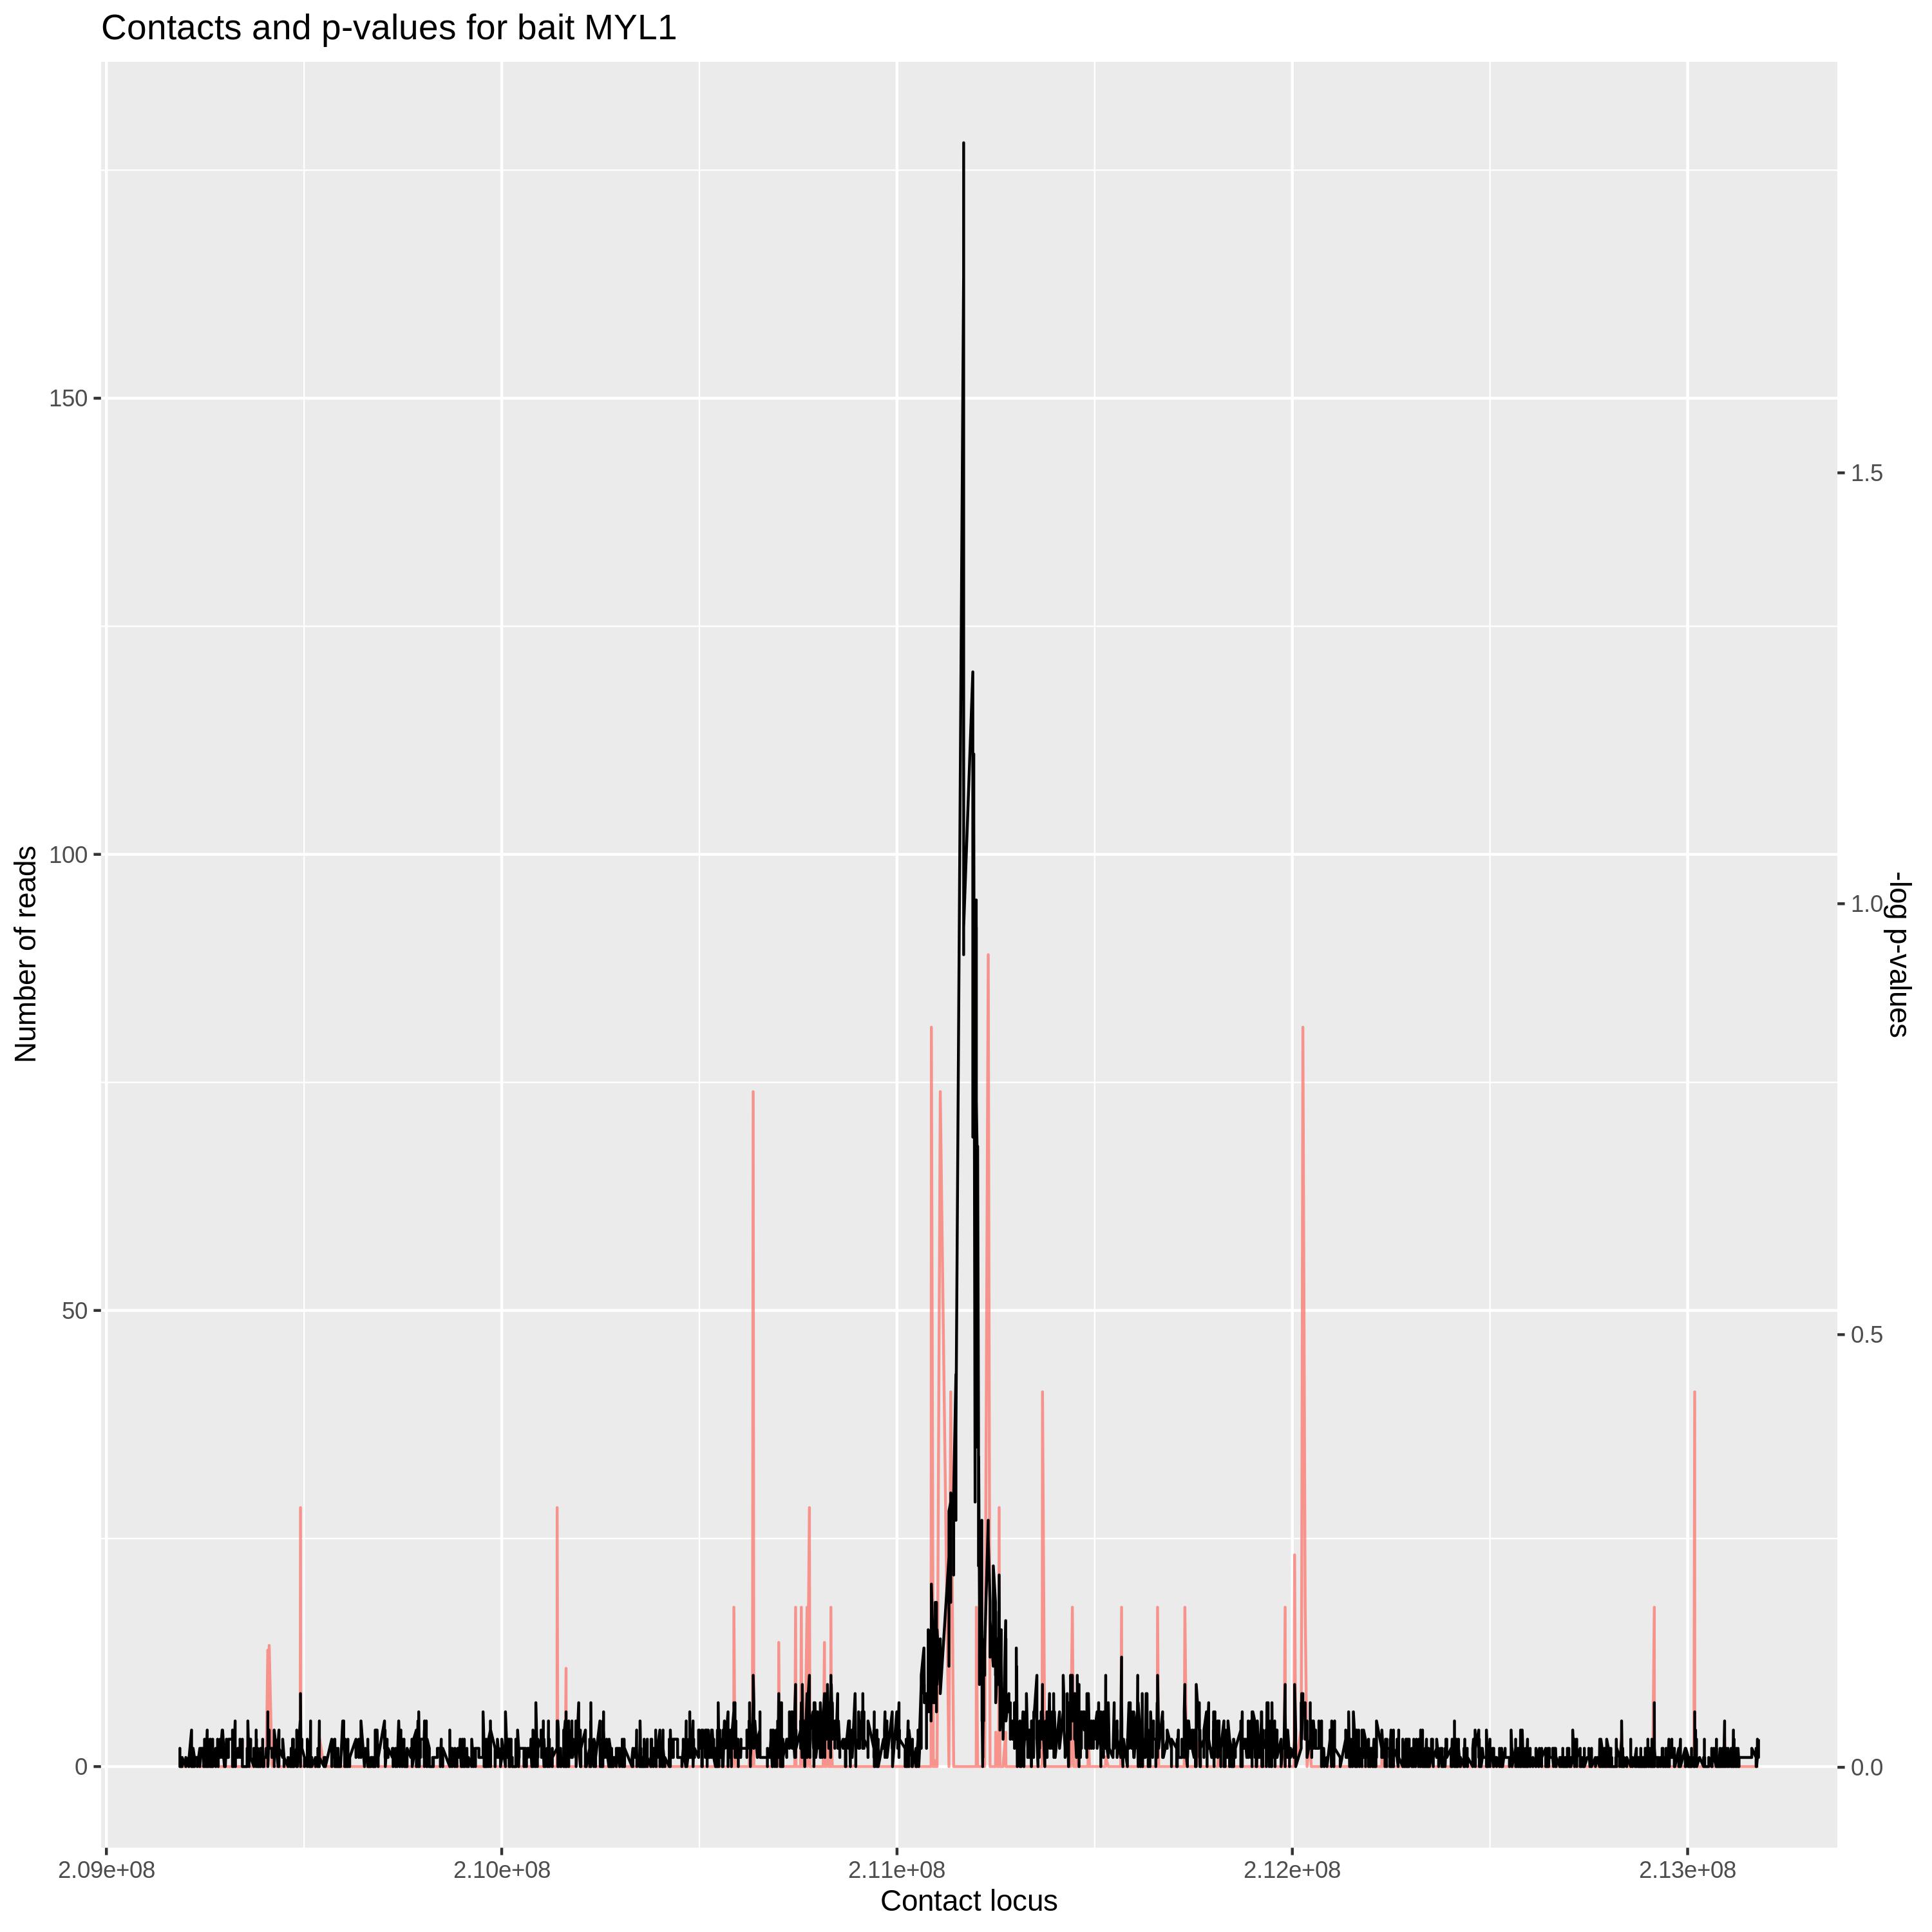 Contacts and p-values for bait MYL1
Number of reads
150
100
50
0
1.5
1.0
0.5
0.0
-log p-values
2.09e+08 2.10e+08 2.11e+08 2.12e+08 2.13e+08
Contact locus